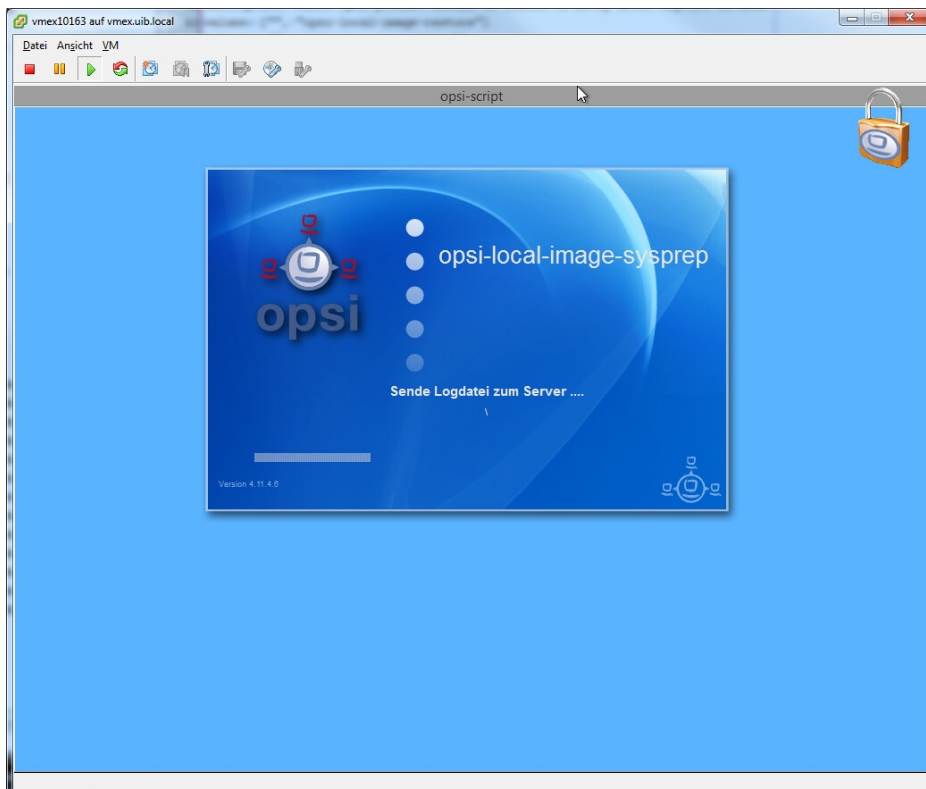 vmex10163 auf vmex.uib.local
Datei Ansicht VM
opsi-script
opsi-local-image-sysprep
opsi
Sende Logdatei zum Server ....
\
Version 4.11.4.6